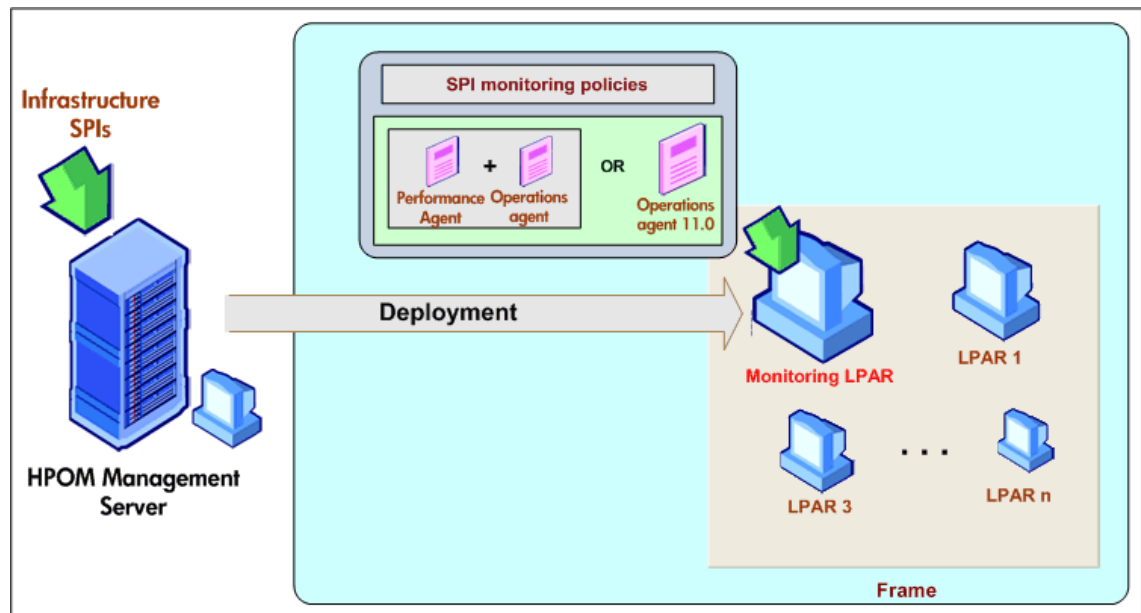 Infrastructure
SPIs
HPOM Management
Server
SPI monitoring policies
Performance
Agent
+
Operations
agent
OR
Operations
agent 11.0
Deployment
Monitoring LPAR
LPAR 1
LPAR 3
. . .
LPAR n
Frame